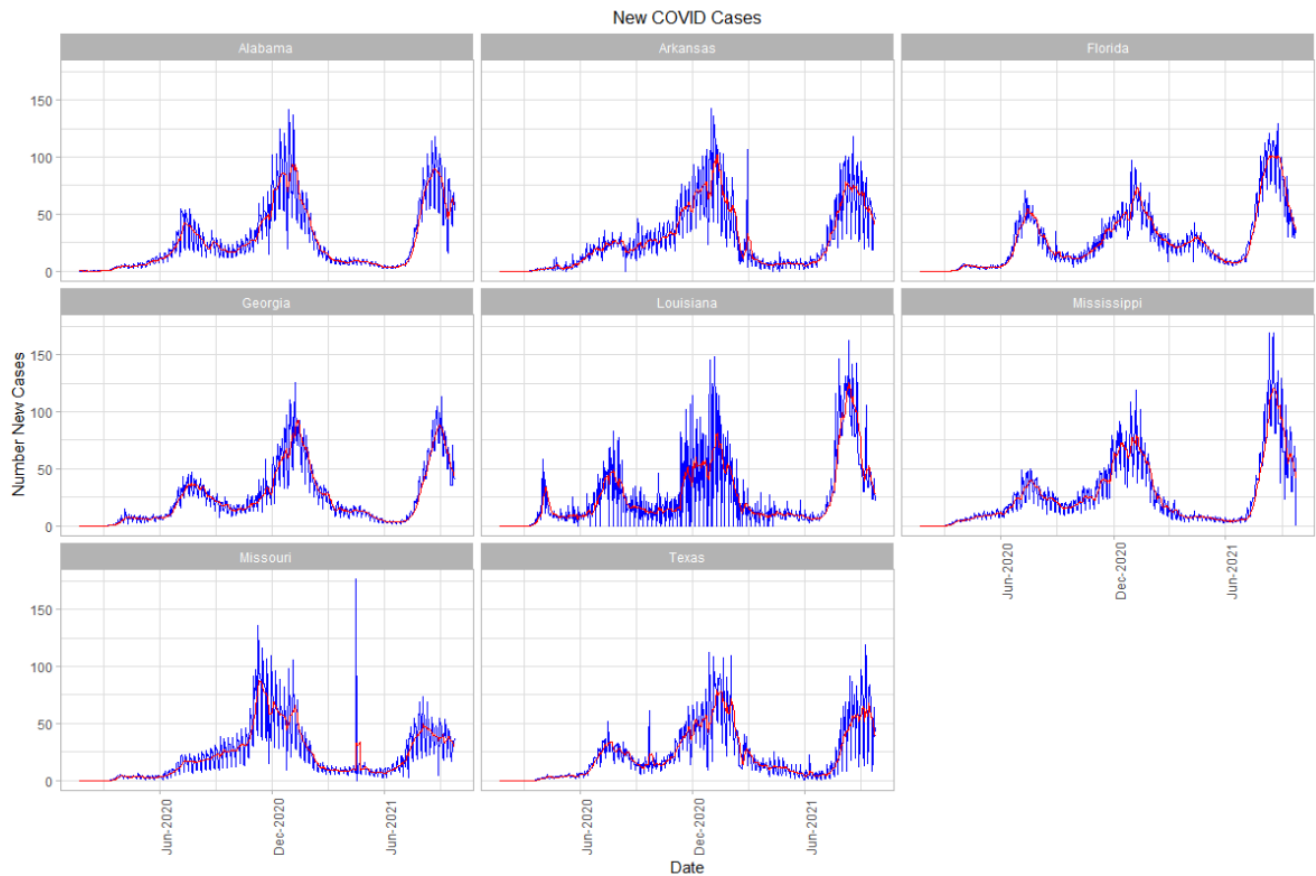 New COVID Cases
Alabama Arkansas Florida
150
100
50
0
Georgia Louisiana Mississippi
150
100
50
0
Number New Cases
Missouri Texas
Jun-2020 Dec-2020 Jun-2021
150
100
50
0
Jun-2020 Dec-2020 Jun-2021 Jun-2020 Dec-2020 Jun-2021
Date